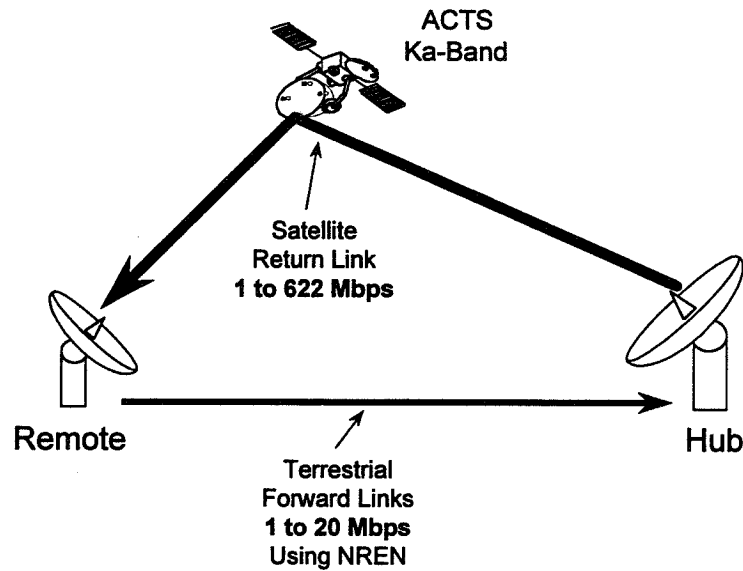 ACTS
Ka-Band
Satellite
Return Link
1 to 622 Mbps
Remote
Hub
Terrestrial
Forward Links
1 to 20 Mbps
Using NREN